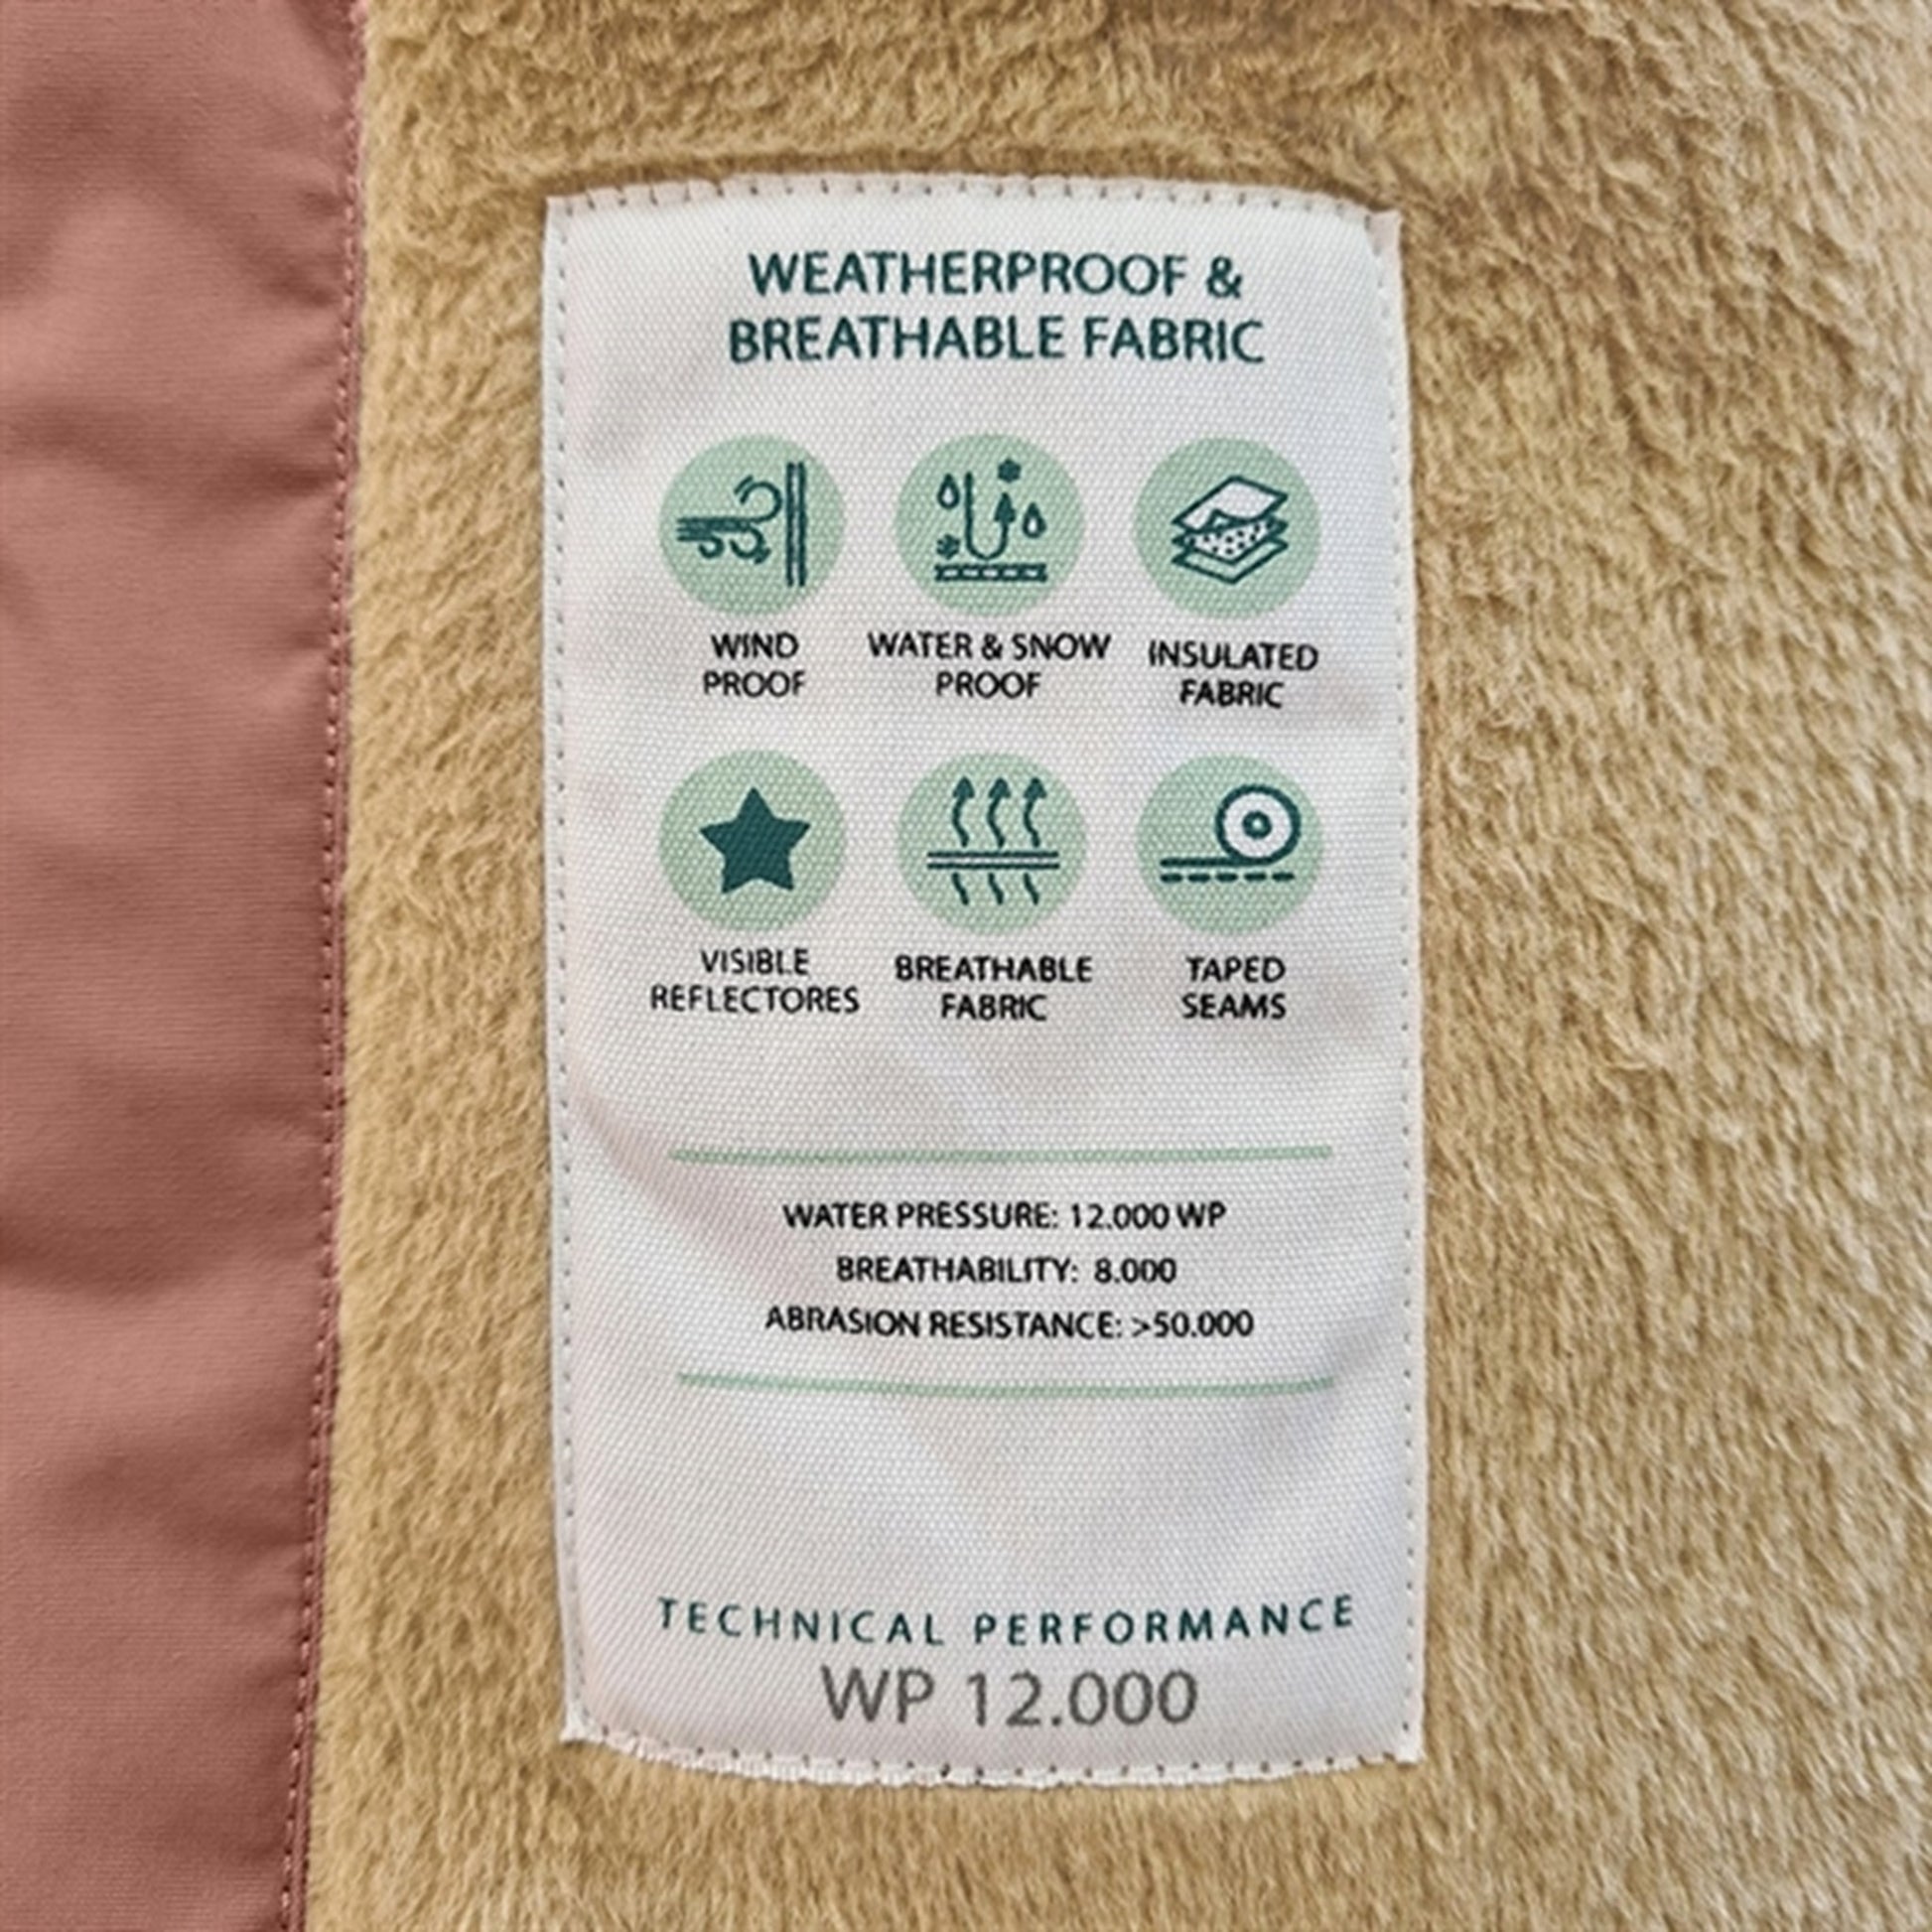 WEATHERPROOF &
BREATHABLE FABRIC
WIND
PROOF
WATER & SNOW
PROOF
INSULATED
FABRIC
VISIBLE
REFLECTORES
BREATHABLE
FABRIC
TAPED
SEAMS
WATER PRESSURE: 12.000 WP
BREATHABILITY: 8.000
ABRASION RESISTANCE: >50.000
TECHNICAL PERFORMANCE
WP 12.000